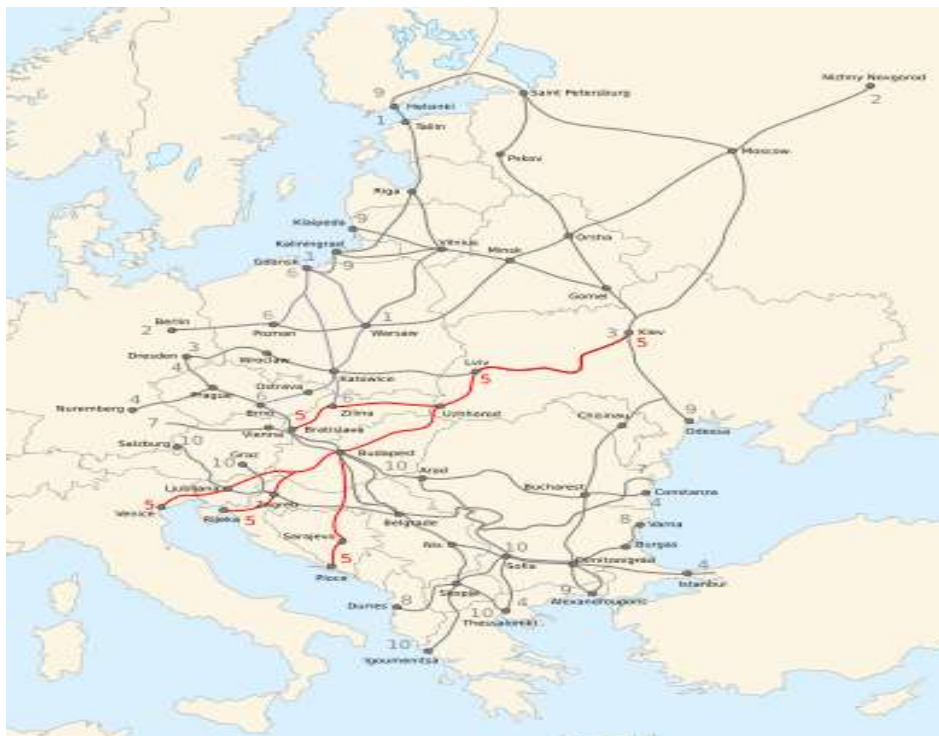 Nizhny Novgorod
2
Saint Petersburg
9
Helsinki
1
Tallin
Moscow
Pskov
Riga
Klaipeda
9
Kaliningrad
Vilnius
Orsha
Minsk
1
Gdansk
6
9
Gomel
Berlin
2
6
Poznan
1
Warsaw
3
Kiev
5
Dresden
3
4
Wroclaw
Lviv
5
Katowice
Ostrava
Prague
Nuremberg
4
6
Brno
6
Zilina
Uzhhorod
5
Bratislava
7
Vienna
Chisinau
9
Odessa
Salzburg
10
Graz
10
Budapest
10
Arad
7
Ljubljana
Bucharest
Constanza
4
Venice
5
Zagreb
Rijeka
5
Belgrade
8
Varna
Sarajevo
5
Nis
10
Sofia
Burgas
Dimitrovgrad
4
Istanbul
Ploce
Skopje
9
Alexandroupolis
Durres
8
10
4
Thessaloniki
10
Igoumenitsa